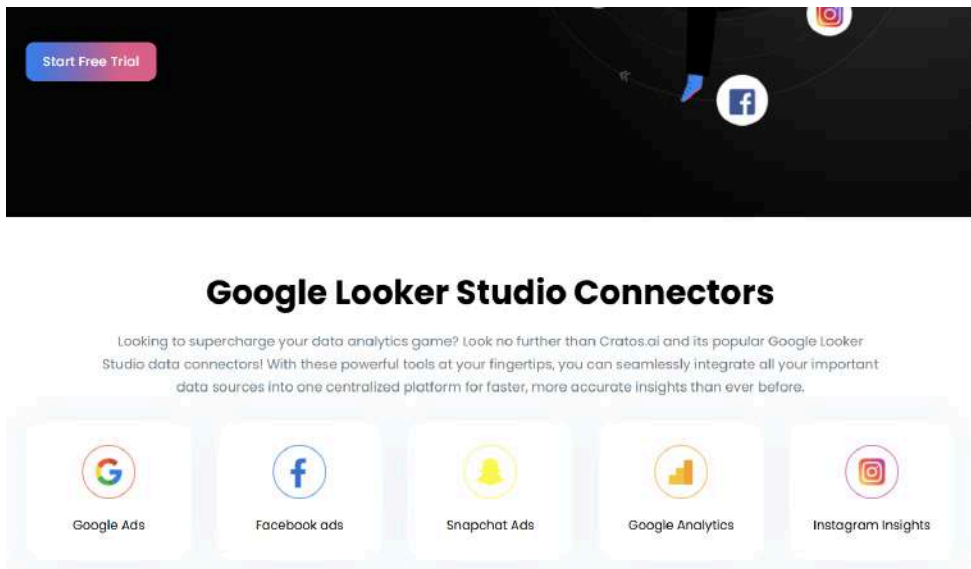 Start Free Trial
Google Looker Studio Connectors
Looking to supercharge your data analytics game? Look no further than Cratos.ai and its popular Google Looker
Studio data connectors! With these powerful tools at your fingertips, you can seamlessly integrate all your important
data sources into one centralized platform for faster, more accurate insights than ever before.
Google Ads
Facebook ads
Snapchat Ads
Google Analytics
Instagram Insights